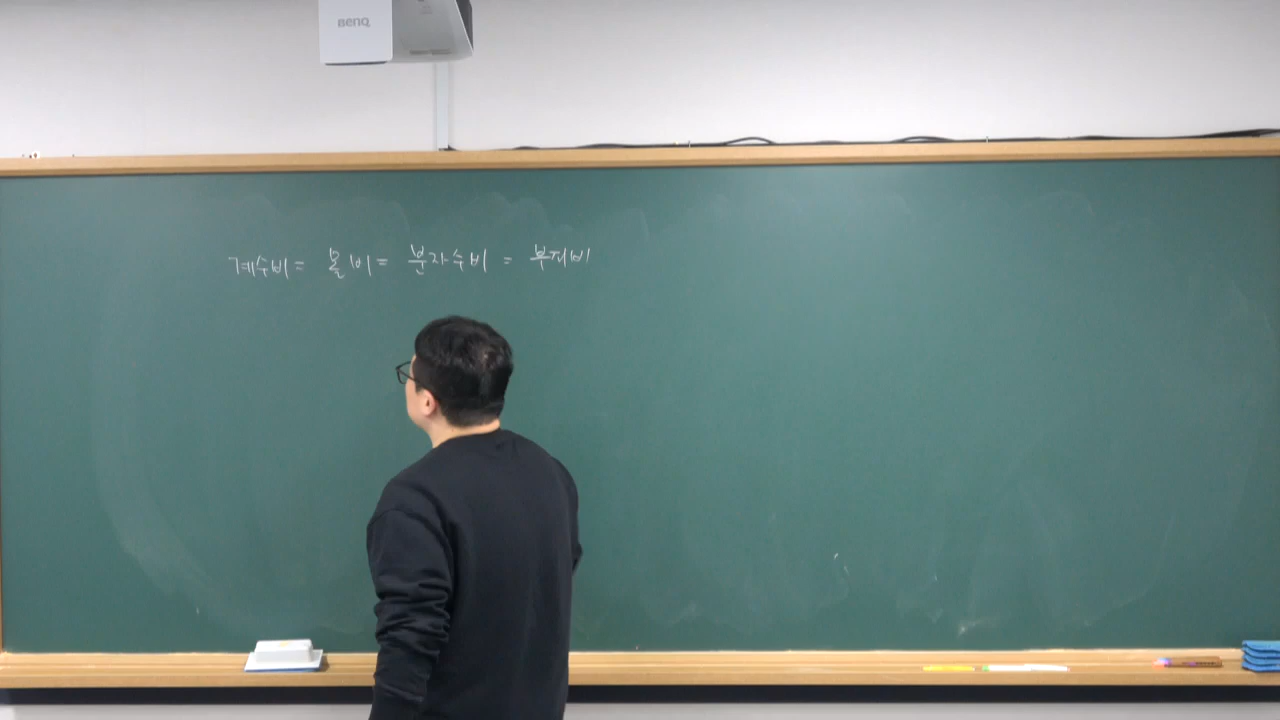 BenQ
계수비 = 몰비 = 분자수비 = 부피비